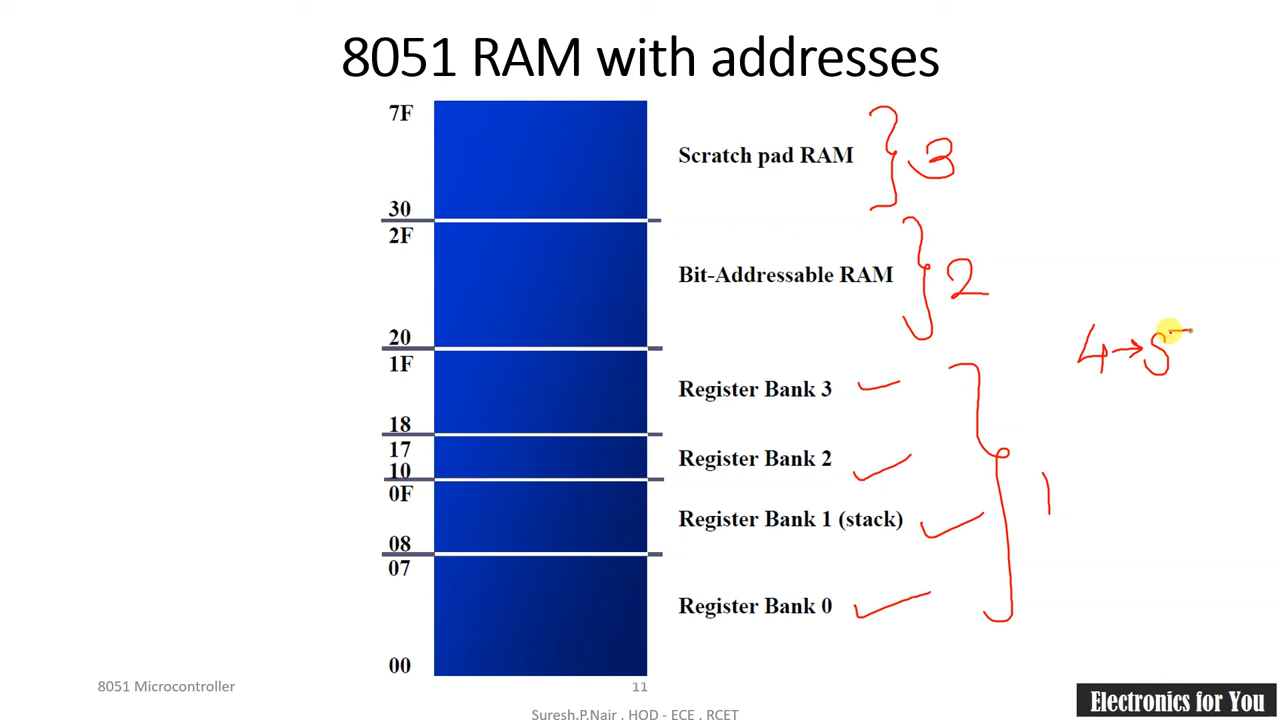 8051 RAM with addresses
7F
Scratch pad RAM
3
30
2F
Bit-Addressable RAM
2
20
1F
Register Bank 3
18
17
Register Bank 2
10
0F
Register Bank 1 (stack)
1
08
07
Register Bank 0
00
4→
8051 Microcontroller
11
Suresh.P.Nair , HOD - ECE , RCET
Electronics for You